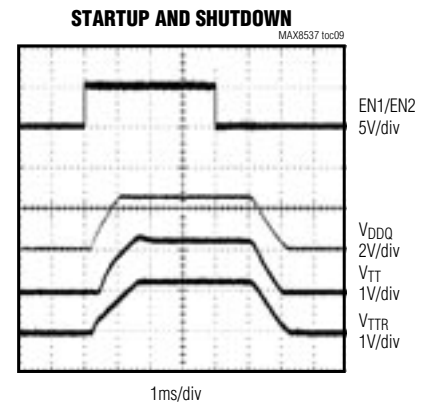 STARTUP AND SHUTDOWN
MAX8537 toc09
EN1/EN2
5V/div
VDDQ
2V/div
VTT
1V/div
VTTR
1V/div
1ms/div